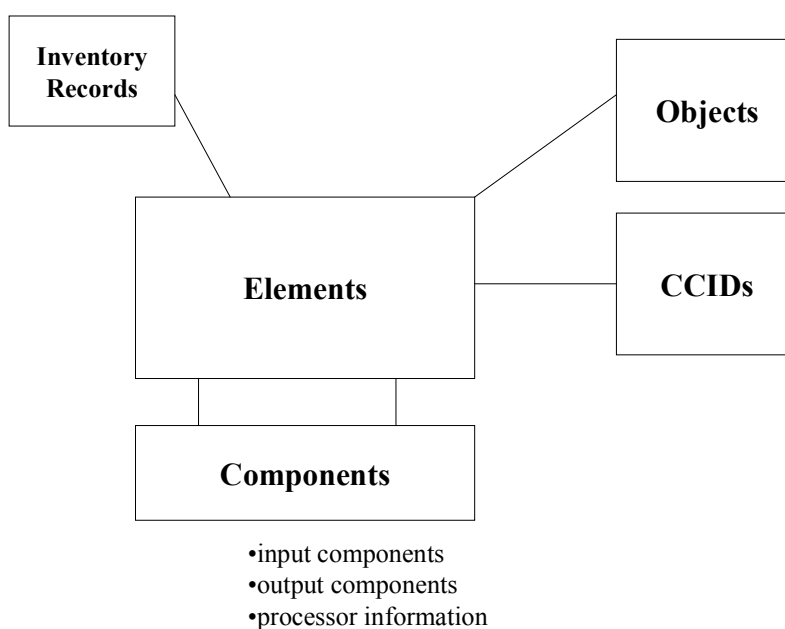 Inventory
Records
Objects
Elements
CCIDs
Components
•input components
•output components
•processor information